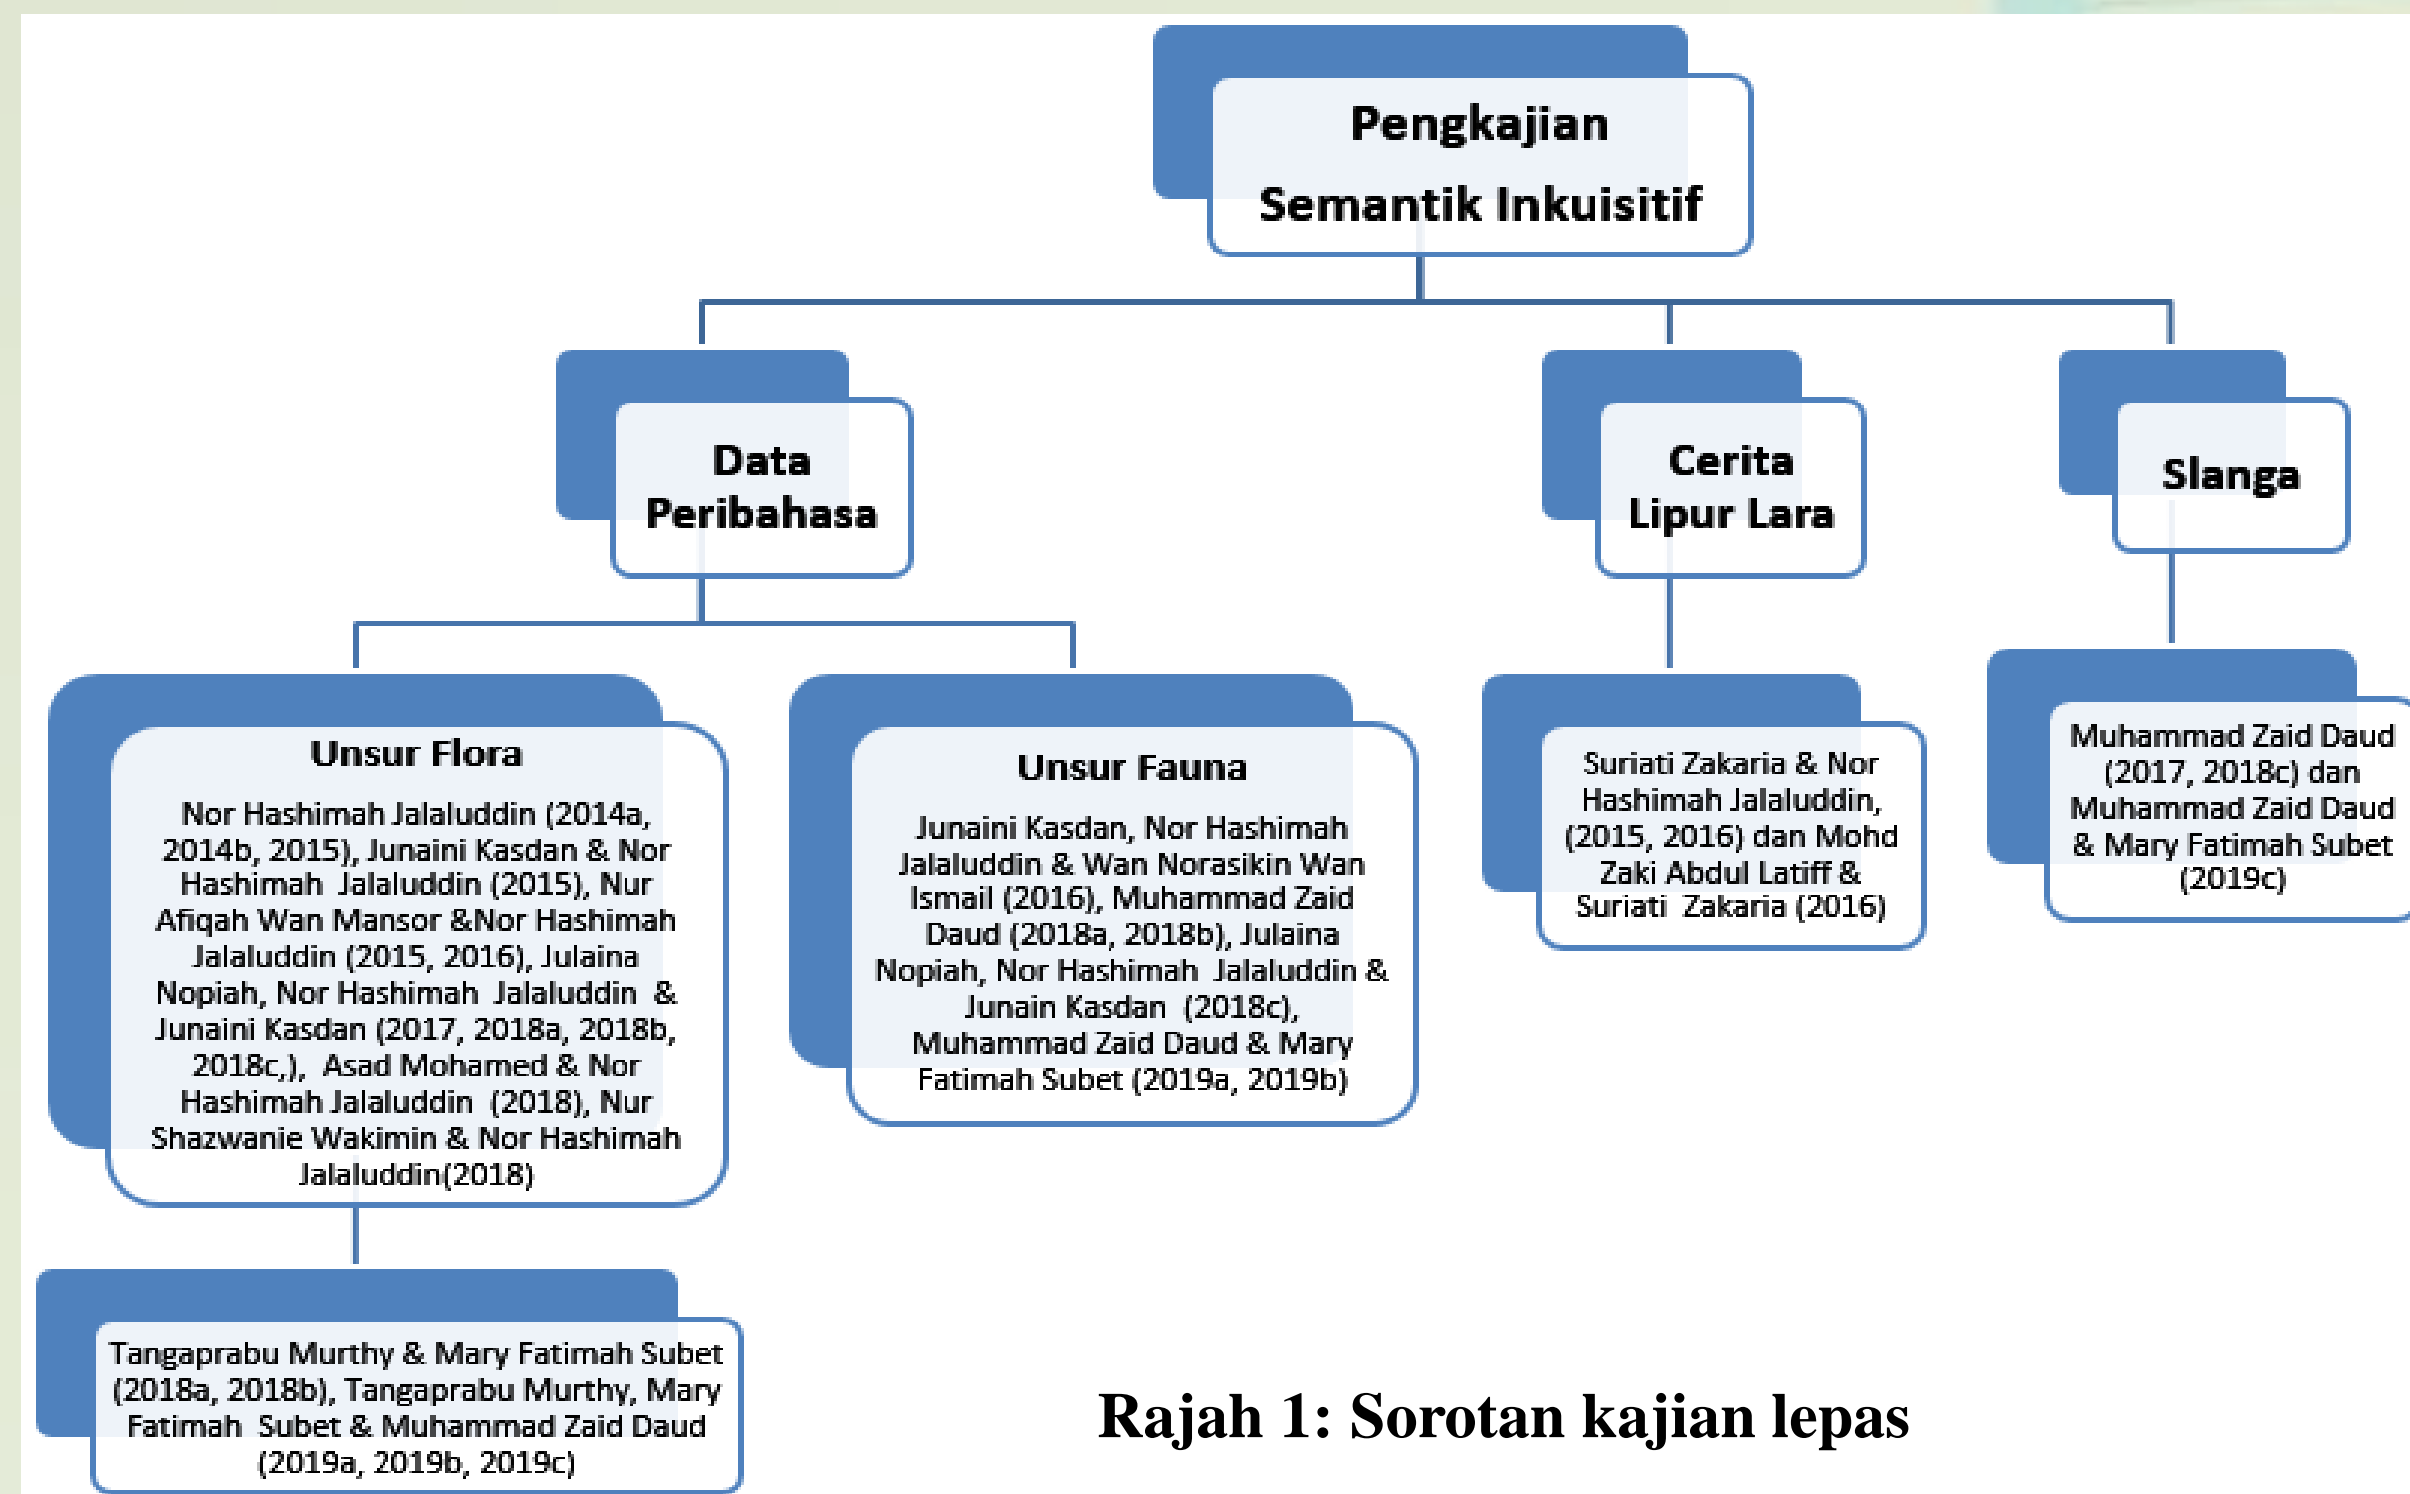 Pengkajian
Semantik Inkuisitif
Data
Peribahasa
Cerita
Lipur Lara
Slanga
Unsur Flora
Nor Hashimah Jalaluddin (2014a,
2014b, 2015), Junaini Kasdan & Nor
Hashimah Jalaluddin (2015), Nur
Afiqah Wan Mansor &Nor Hashimah
Jalaluddin (2015, 2016), Julaina
Nopiah, Nor Hashimah Jalaluddin &
Junaini Kasdan (2017, 2018a, 2018b,
2018c,), Asad Mohamed & Nor
Hashimah Jalaluddin (2018), Nur
Shazwanie Wakimin & Nor Hashimah
Jalaluddin(2018)
Unsur Fauna
Junaini Kasdan, Nor Hashimah
Jalaluddin & Wan Norasikin Wan
Ismail (2016), Muhammad Zaid
Daud (2018a, 2018b), Julaina
Nopiah, Nor Hashimah Jalaluddin &
Junain Kasdan (2018c),
Muhammad Zaid Daud & Mary
Fatimah Subet (2019a, 2019b)
Suriati Zakaria & Nor
Hashimah Jalaluddin,
(2015, 2016) dan Mohd
Zaki Abdul Latiff &
Suriati Zakaria (2016)
Muhammad Zaid Daud
(2017, 2018c) dan
Muhammad Zaid Daud
& Mary Fatimah Subet
(2019c)
Tangaprabu Murthy & Mary Fatimah Subet
(2018a, 2018b), Tangaprabu Murthy, Mary
Fatimah Subet & Muhammad Zaid Daud
(2019a, 2019b, 2019c)
Rajah 1: Sorotan kajian lepas